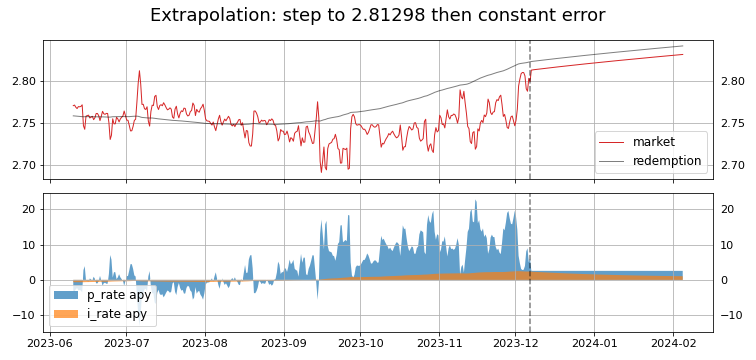 Extrapolation: step to 2.81298 then constant error
2.80
2.75
2.70
2.80
2.75
2.70
market
redemption
20
10
0
−10
20
10
0
−10
p_rate apy
i_rate apy
2023-06 2023-07 2023-08 2023-09 2023-10 2023-11 2023-12 2024-01 2024-02